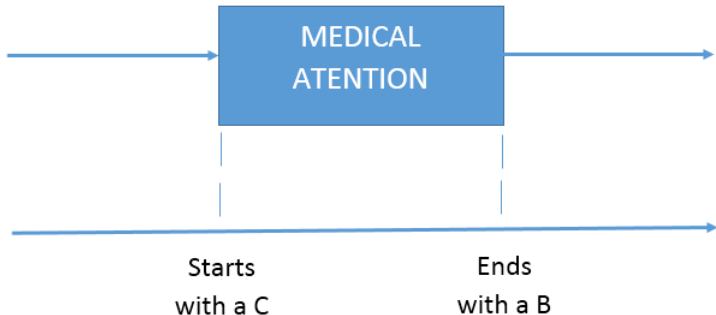 MEDICAL
ATENTION
Starts
with a C
Ends
with a B